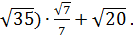 √35) · √7/7 + √20 .